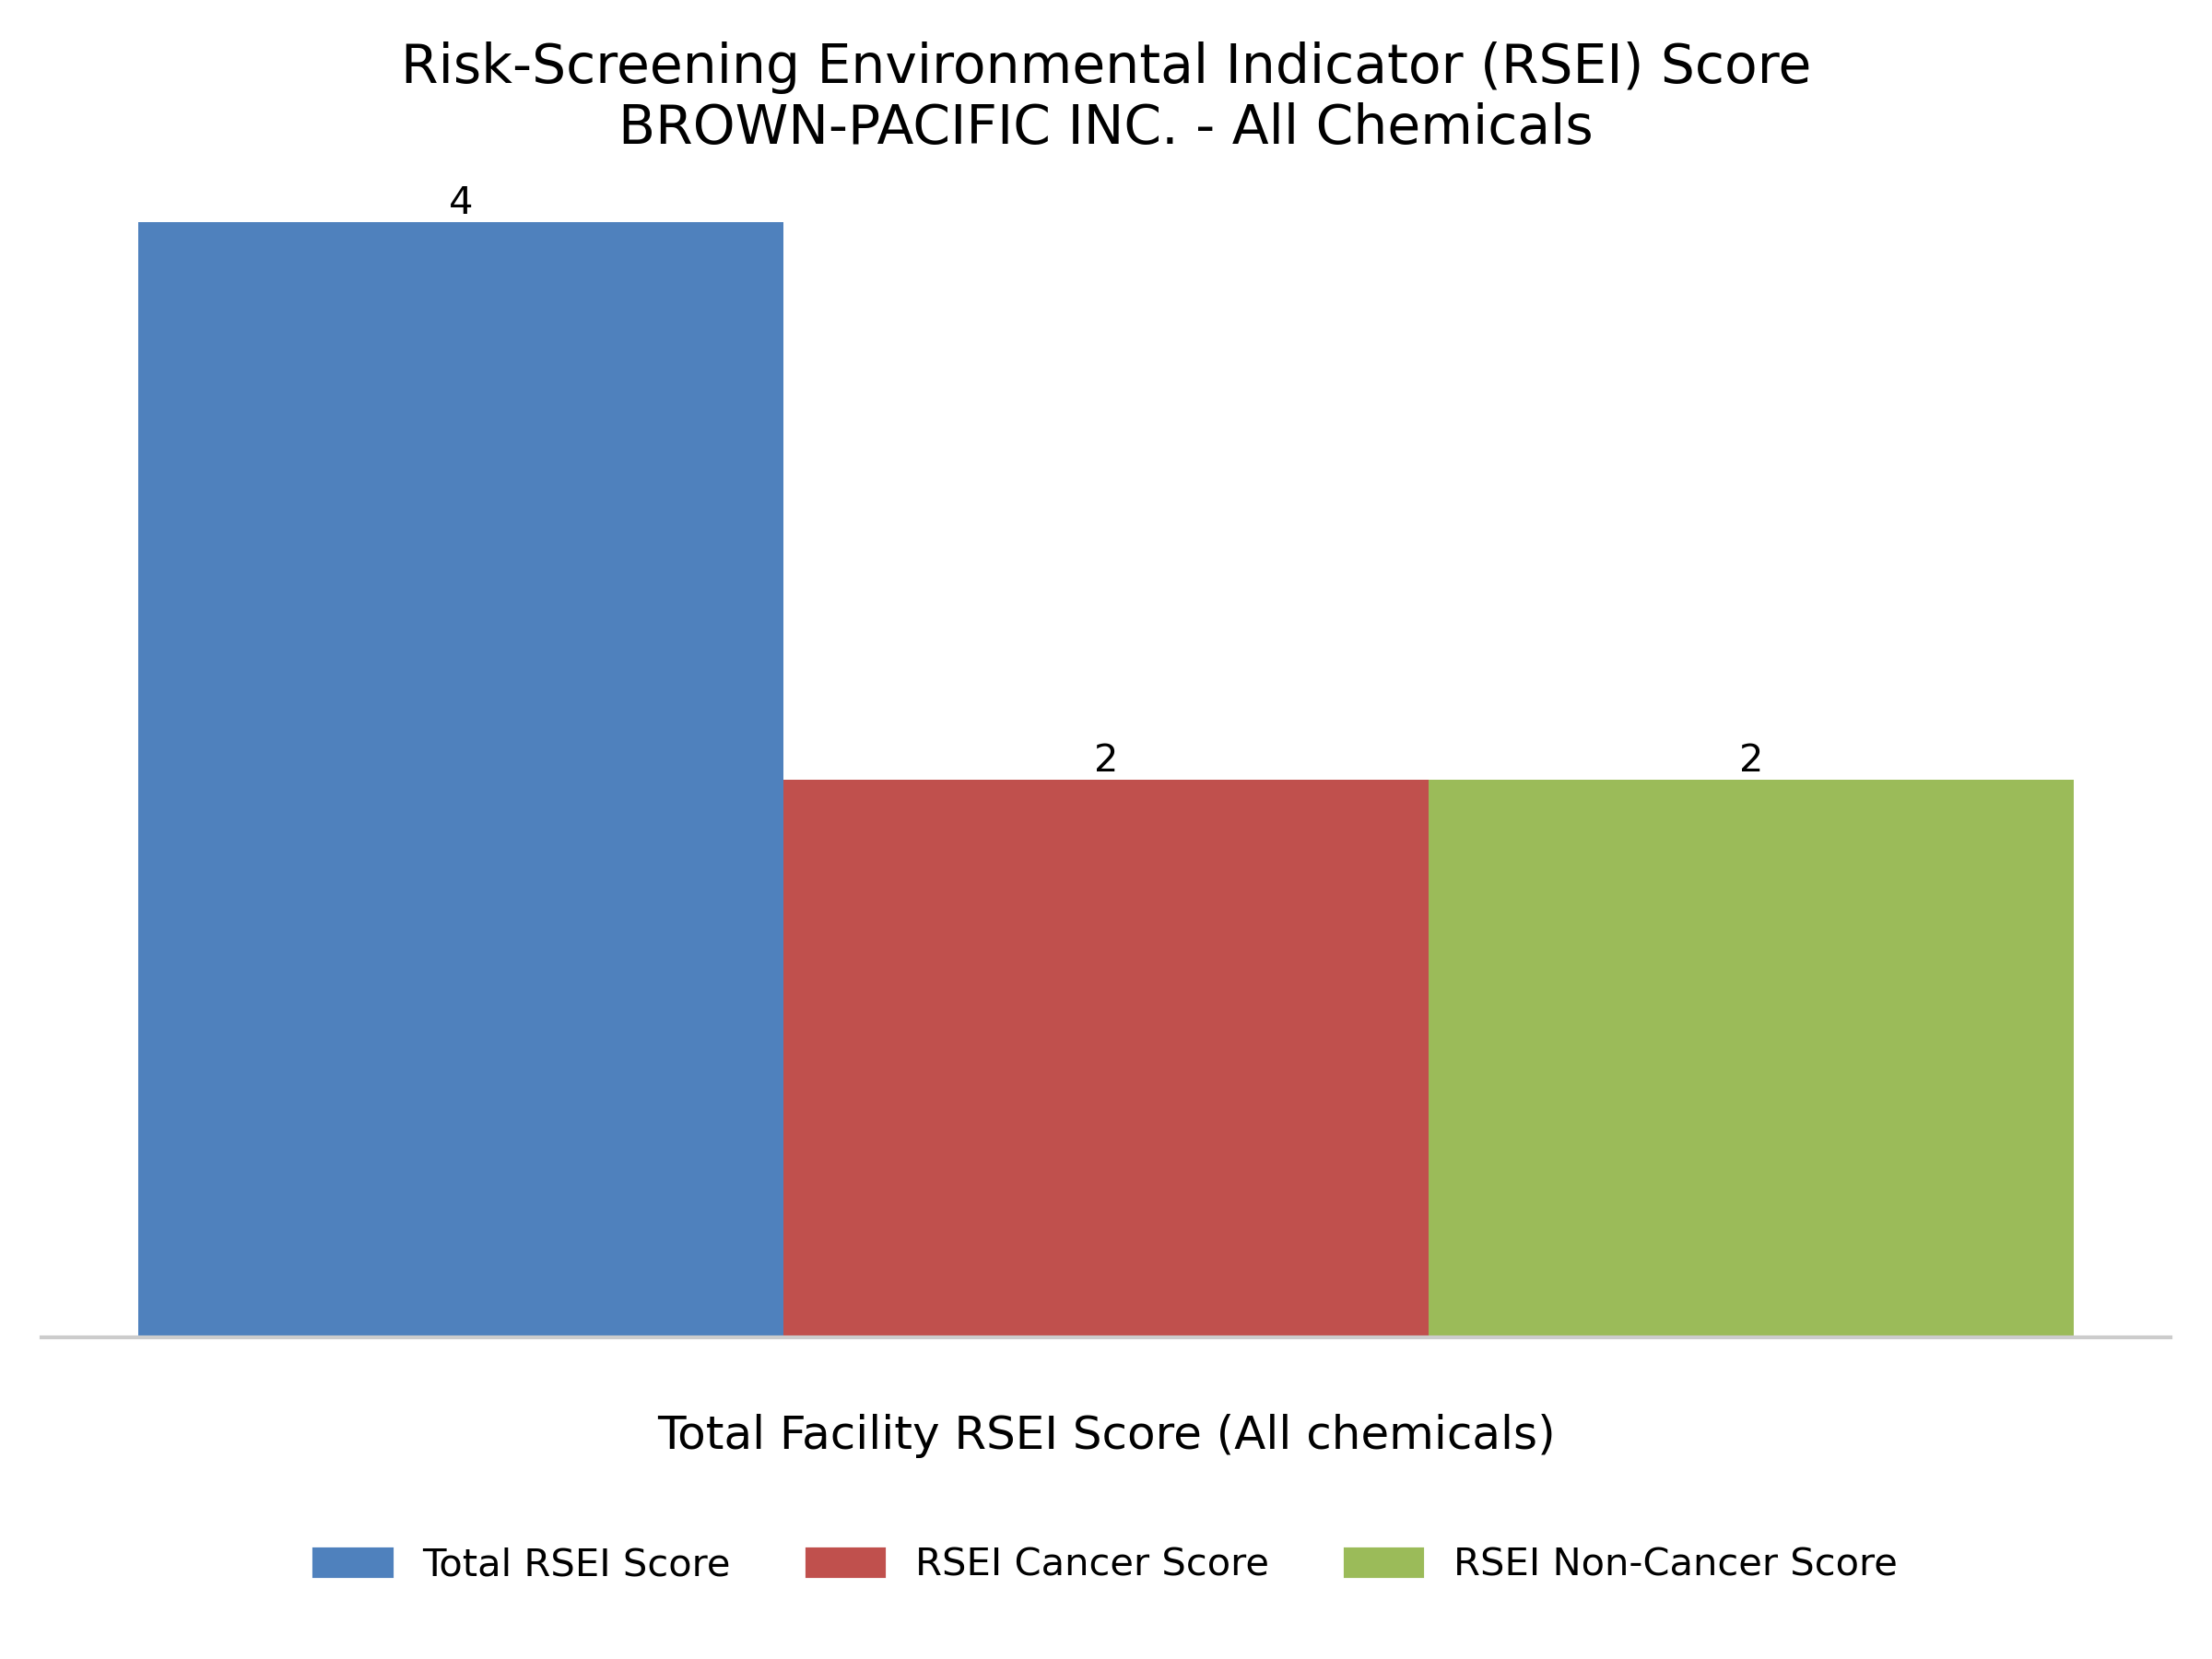 Risk-Screening Environmental Indicator (RSEI) Score
BROWN-PACIFIC INC. - All Chemicals
4
2
2
Total Facility RSEI Score (All chemicals)
Total RSEI Score
RSEI Cancer Score
RSEI Non-Cancer Score